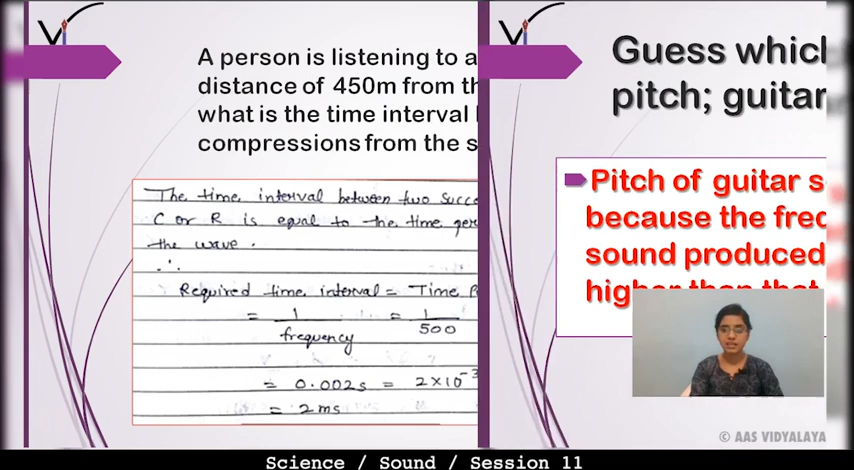 A person is listening to a
distance of 450m from th
what is the time interval
compressions from the s
The time interval between two succe
C or R is equal to the time per
the wave.
∴
Required time interval = Time P
= 1/frequency = 1/500
= 0.002s = 2×10⁻³
= 2ms
Guess which
pitch; guitar
Pitch of guitar s
because the freq
sound produced
higher than that
© AAS VIDYALAYA
Science / Sound / Session 11